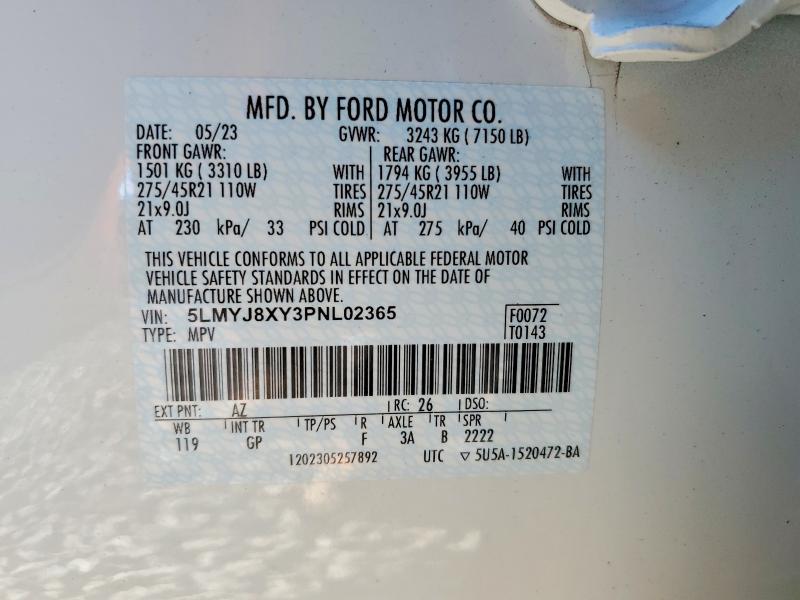 MFD. BY FORD MOTOR CO.
DATE: 05/23 GVWR: 3243 KG ( 7150 LB)
FRONT GAWR: REAR GAWR:
1501 KG ( 3310 LB) WITH 1794 KG ( 3955 LB) WITH
275/45R21 110W TIRES 275/45R21 110W TIRES
21x9.0J RIMS 21x9.0J RIMS
AT 230 kPa/ 33 PSI COLD AT 275 kPa/ 40 PSI COLD
THIS VEHICLE CONFORMS TO ALL APPLICABLE FEDERAL MOTOR
VEHICLE SAFETY STANDARDS IN EFFECT ON THE DATE OF
MANUFACTURE SHOWN ABOVE.
VIN: 5LMYJ8XY3PNL02365 F0072
TYPE: MPV T0143
EXT PNT: AZ RC: 26 DSO:
WB INT TR TP/PS R AXLE TR SPR
119 GP F 3A B 2222
1202305257892 UTC ▽ 5U5A-1520472-BA